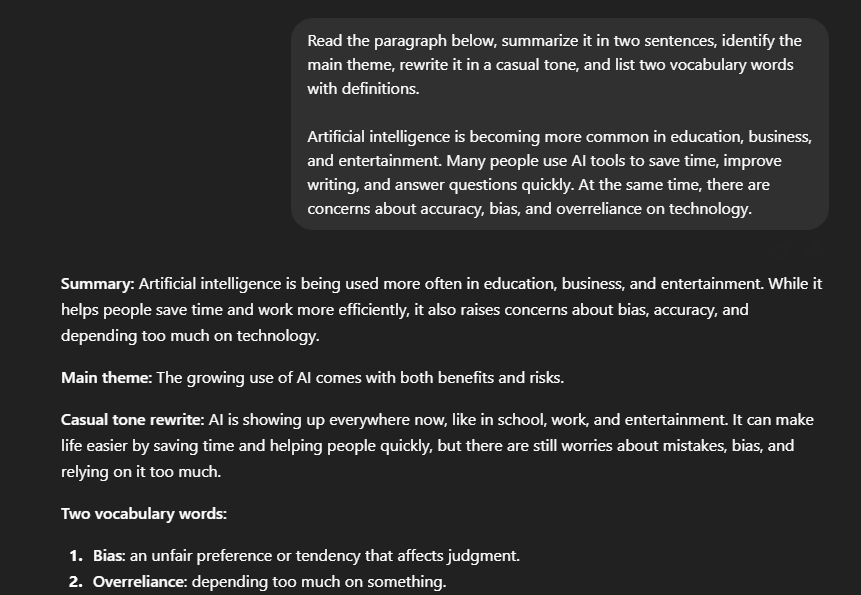 Read the paragraph below, summarize it in two sentences, identify the
main theme, rewrite it in a casual tone, and list two vocabulary words
with definitions.
Artificial intelligence is becoming more common in education, business,
and entertainment. Many people use AI tools to save time, improve
writing, and answer questions quickly. At the same time, there are
concerns about accuracy, bias, and overreliance on technology.
Summary: Artificial intelligence is being used more often in education, business, and entertainment. While it
helps people save time and work more efficiently, it also raises concerns about bias, accuracy, and
depending too much on technology.
Main theme: The growing use of AI comes with both benefits and risks.
Casual tone rewrite: AI is showing up everywhere now, like in school, work, and entertainment. It can make
life easier by saving time and helping people quickly, but there are still worries about mistakes, bias, and
relying on it too much.
Two vocabulary words:
1. Bias: an unfair preference or tendency that affects judgment.
2. Overreliance: depending too much on something.